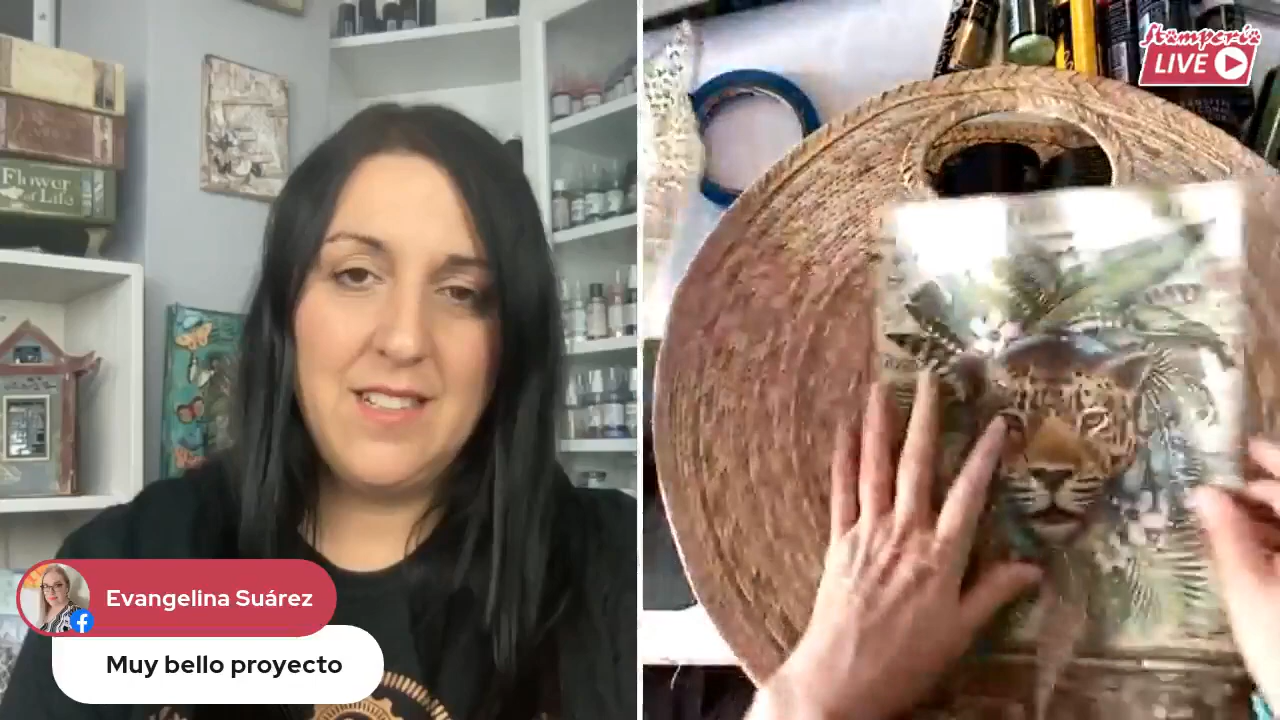 Stamperia
LIVE
Flower
of Life
Evangelina Suárez
Muy bello proyecto